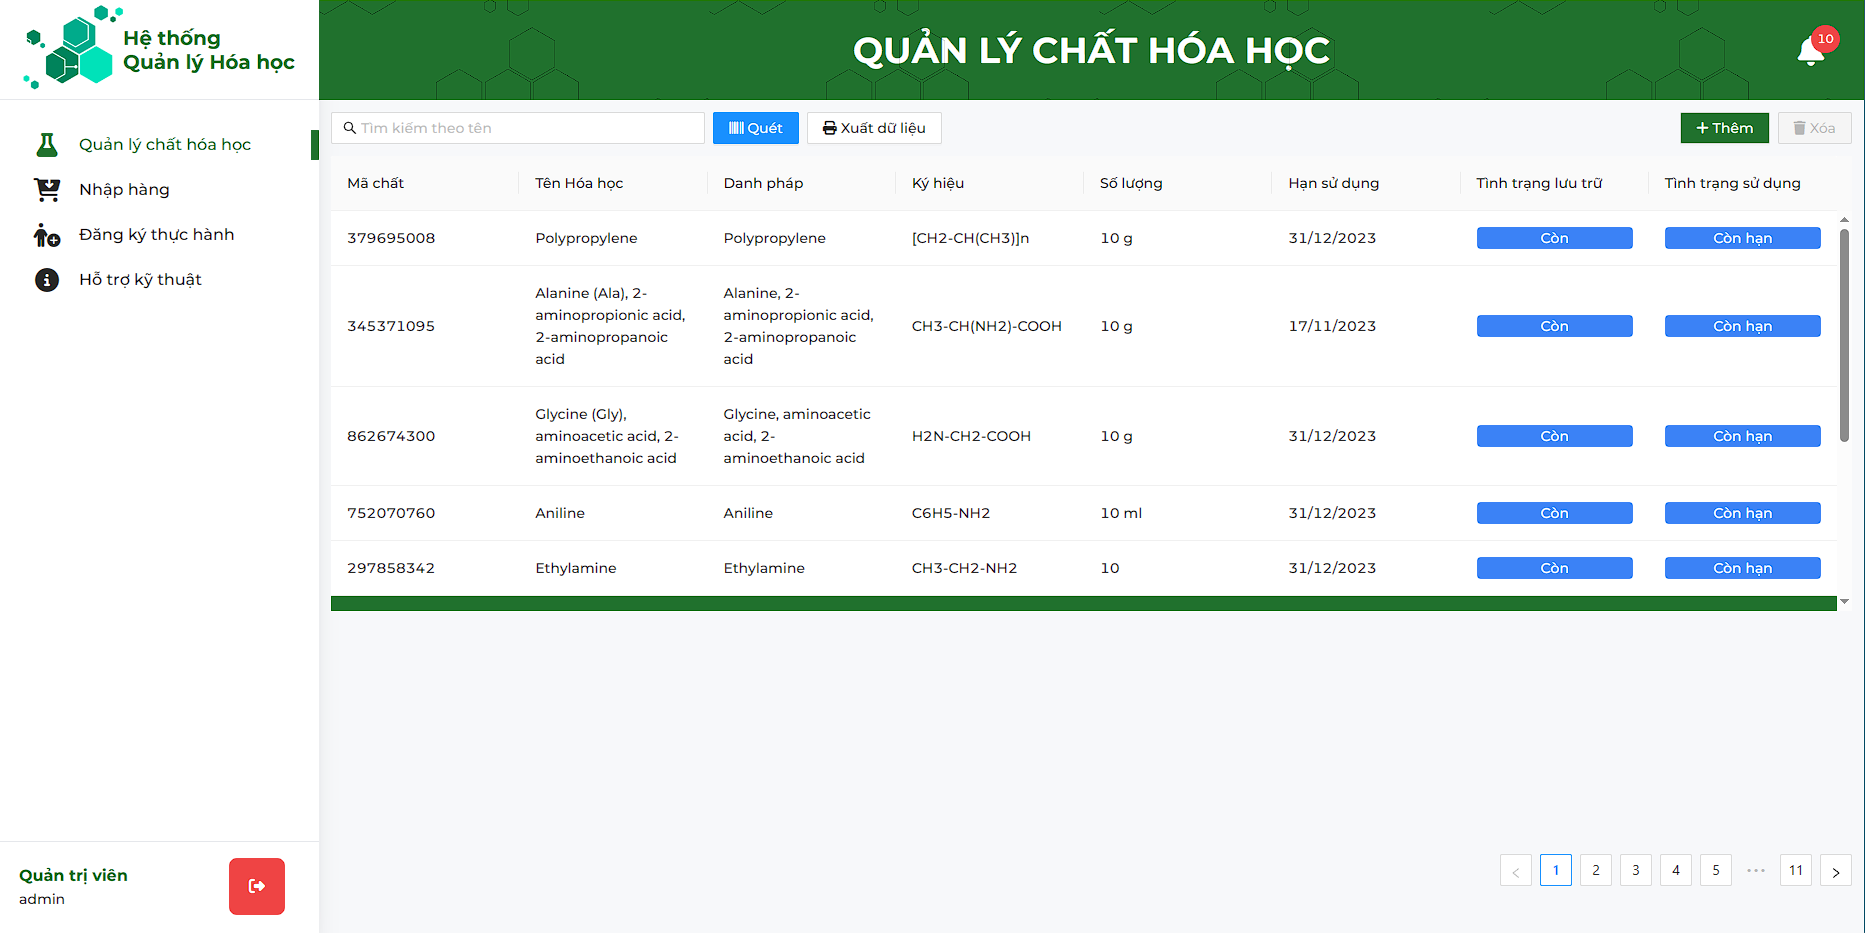 Hệ thống
Quản lý Hóa học
QUẢN LÝ CHẤT HÓA HỌC
10
Quản lý chất hóa học
Nhập hàng
Đăng ký thực hành
Hỗ trợ kỹ thuật
Tìm kiếm theo tên
Quét
Xuất dữ liệu
Thêm
Xóa
Mã chất Tên Hóa học Danh pháp Ký hiệu Số lượng Hạn sử dụng Tình trạng lưu trữ Tình trạng sử dụng
379695008 Polypropylene Polypropylene [CH2-CH(CH3)]n 10 g 31/12/2023 Còn Còn hạn
Alanine (Ala), 2- Alanine, 2-
aminopropionic acid, aminopropionic acid,
345371095 CH3-CH(NH2)-COOH 10 g 17/11/2023 Còn Còn hạn
2-aminopropanoic 2-aminopropanoic
acid acid
Glycine (Gly), Glycine, aminoacetic
862674300 aminoacetic acid, 2- acid, 2- H2N-CH2-COOH 10 g 31/12/2023 Còn Còn hạn
aminoethanoic acid aminoethanoic acid
752070760 Aniline Aniline C6H5-NH2 10 ml 31/12/2023 Còn Còn hạn
297858342 Ethylamine Ethylamine CH3-CH2-NH2 10 31/12/2023 Còn Còn hạn
< 1 2 3 4 5 ••• 11 >
Quản trị viên
admin